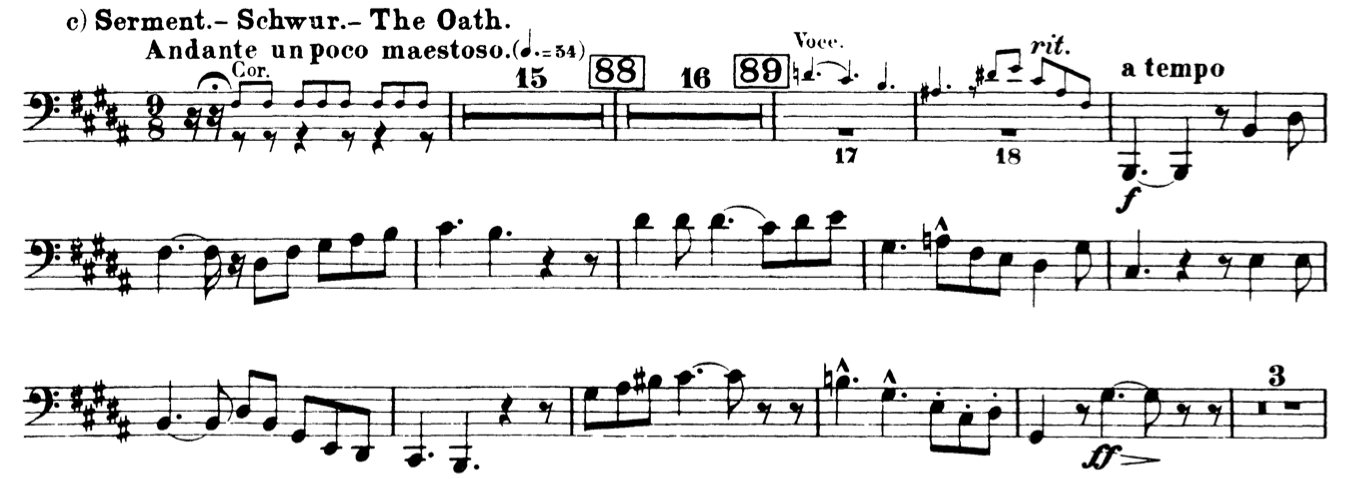 c) Serment.– Schwur.– The Oath.
Andante un poco maestoso.(♩.=54)
Cor.
15
88
16
89
Voce.
rit.
a tempo
9
8
17
18
f
ff
3